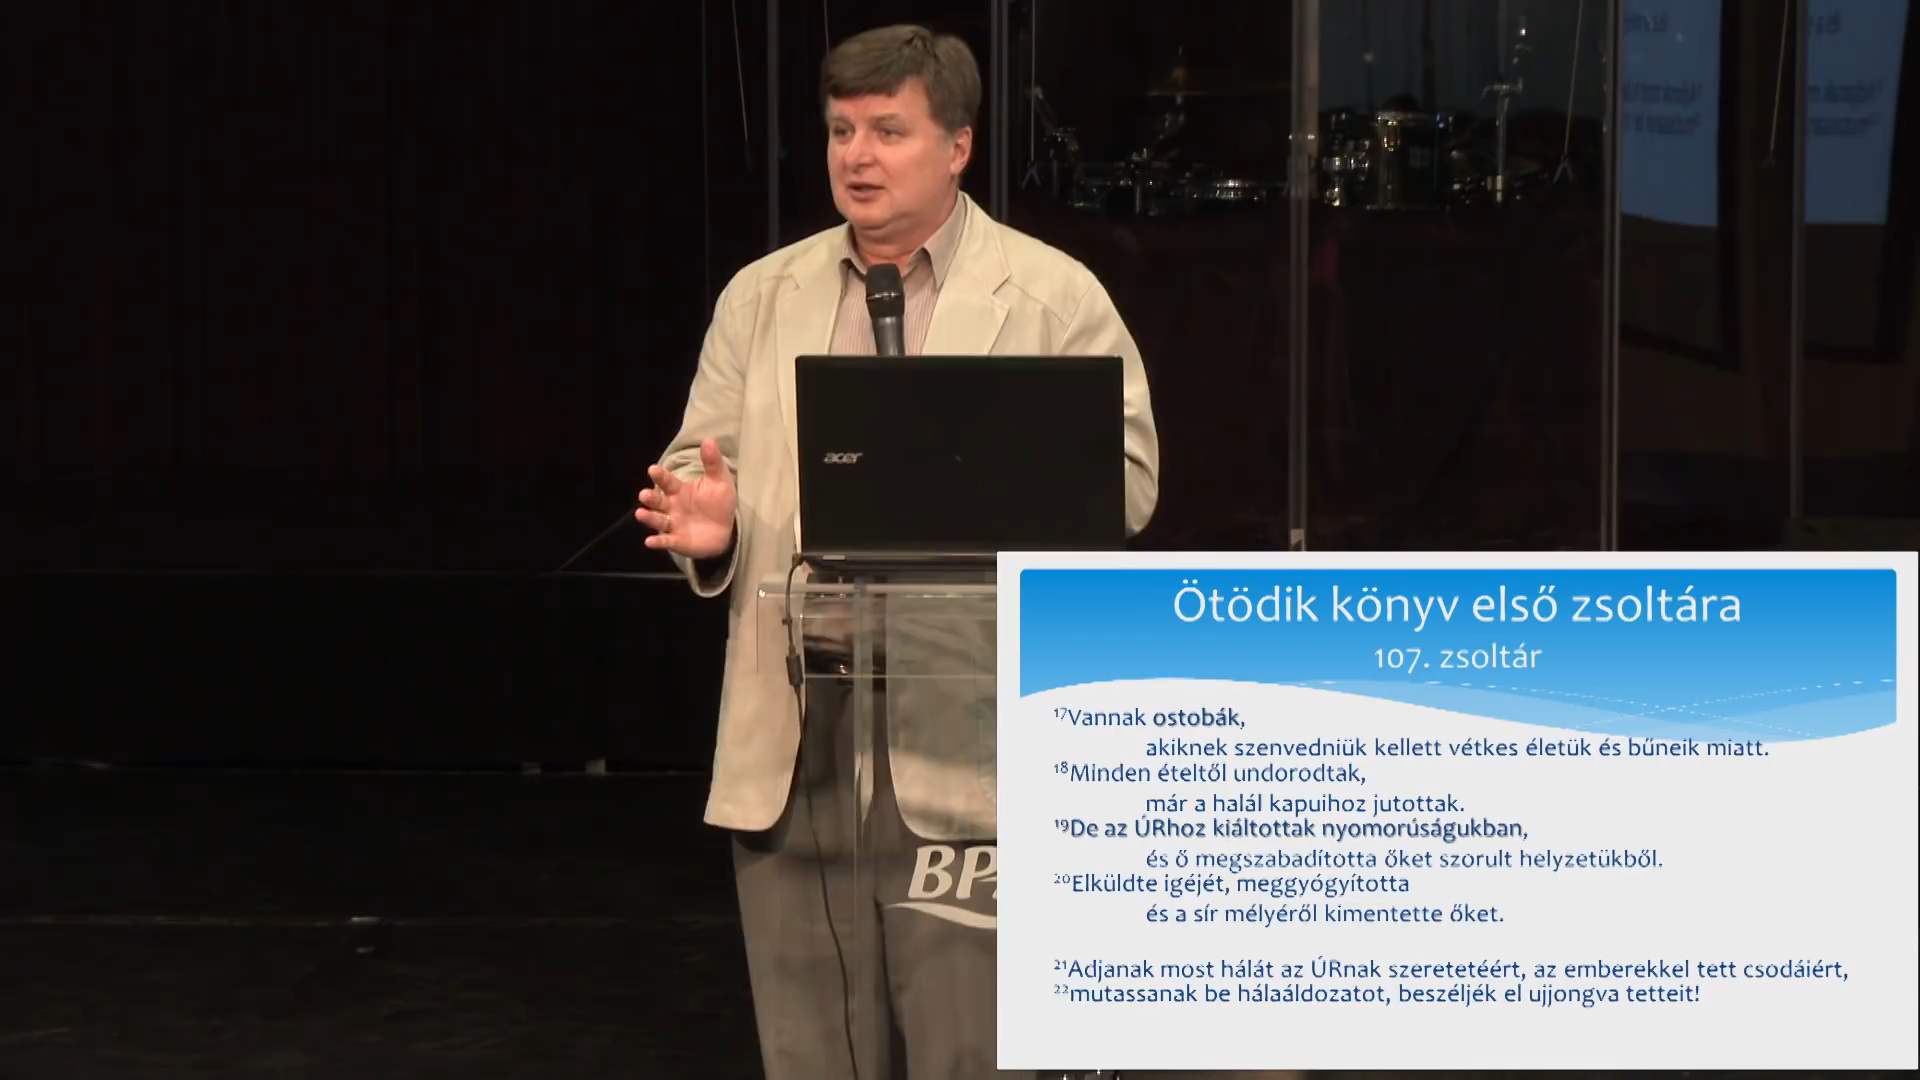 acer
Ötödik könyv első zsoltára
107. zsoltár
¹⁷Vannak ostobák,
akiknek szenvedniük kellett vétkes életük és bűneik miatt.
¹⁸Minden ételtől undorodtak,
már a halál kapuihoz jutottak.
¹⁹De az ÚRhoz kiáltottak nyomorúságukban,
és ő megszabadította őket szorult helyzetükből.
²⁰Elküldte igéjét, meggyógyította
és a sír mélyéről kimentette őket.
²¹Adjanak most hálát az ÚRnak szeretetéért, az emberekkel tett csodáiért,
²²mutassanak be hálaáldozatot, beszéljék el ujjongva tetteit!
BP